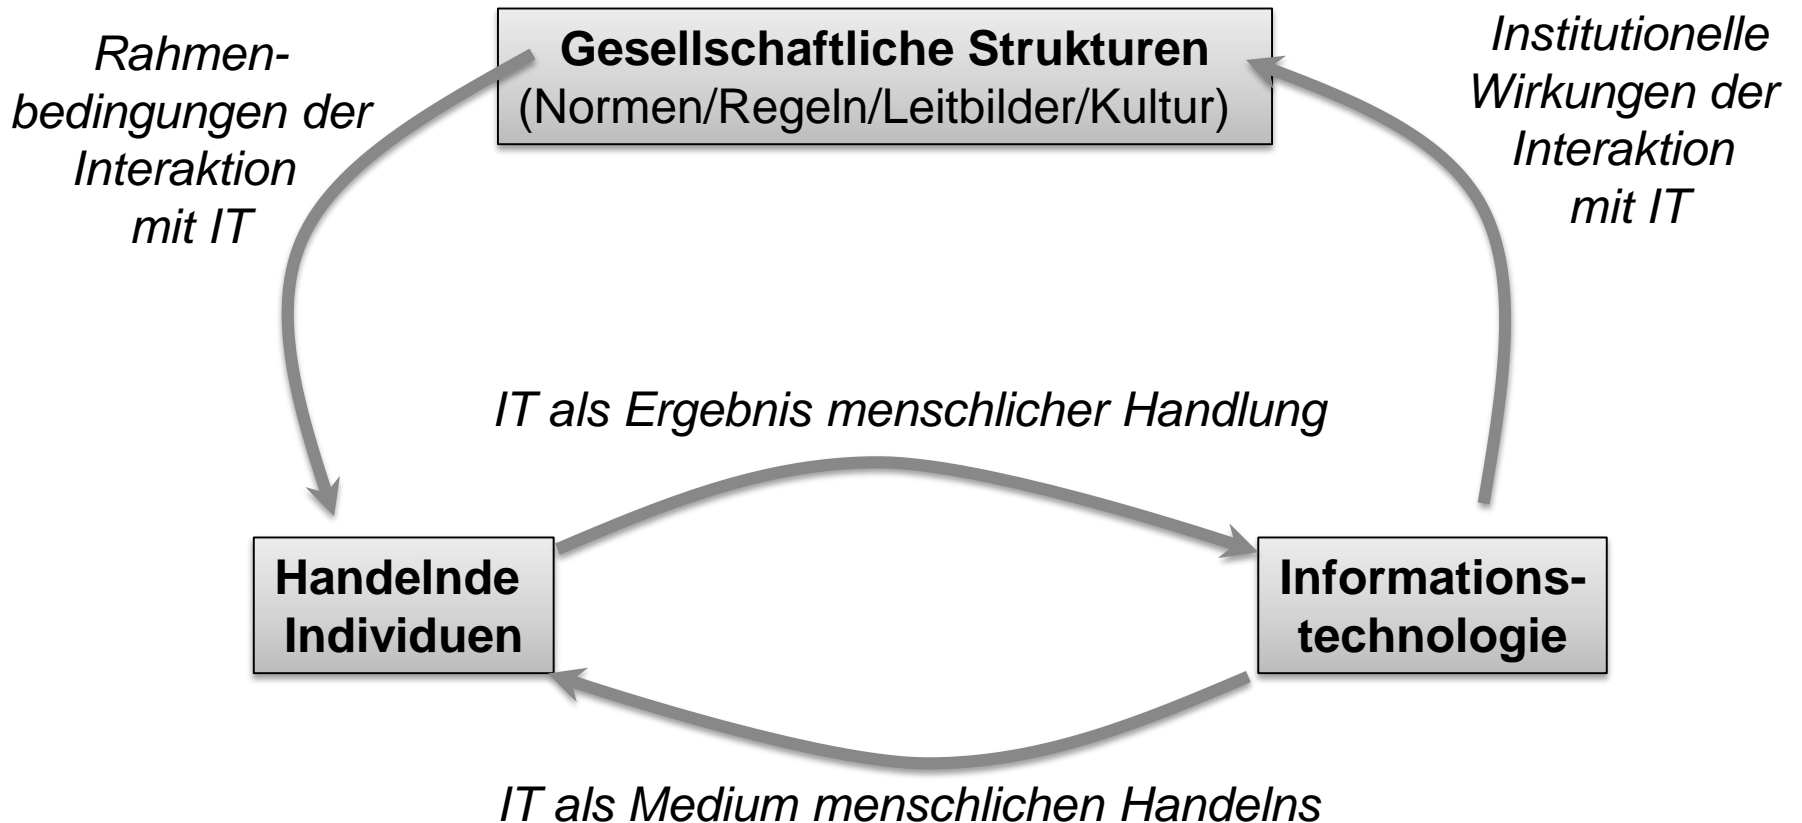 Rahmen-
bedingungen der
Interaktion
mit IT
Gesellschaftliche Strukturen
(Normen/Regeln/Leitbilder/Kultur)
Institutionelle
Wirkungen der
Interaktion
mit IT
IT als Ergebnis menschlicher Handlung
Handelnde
Individuen
Informations-
technologie
IT als Medium menschlichen Handelns